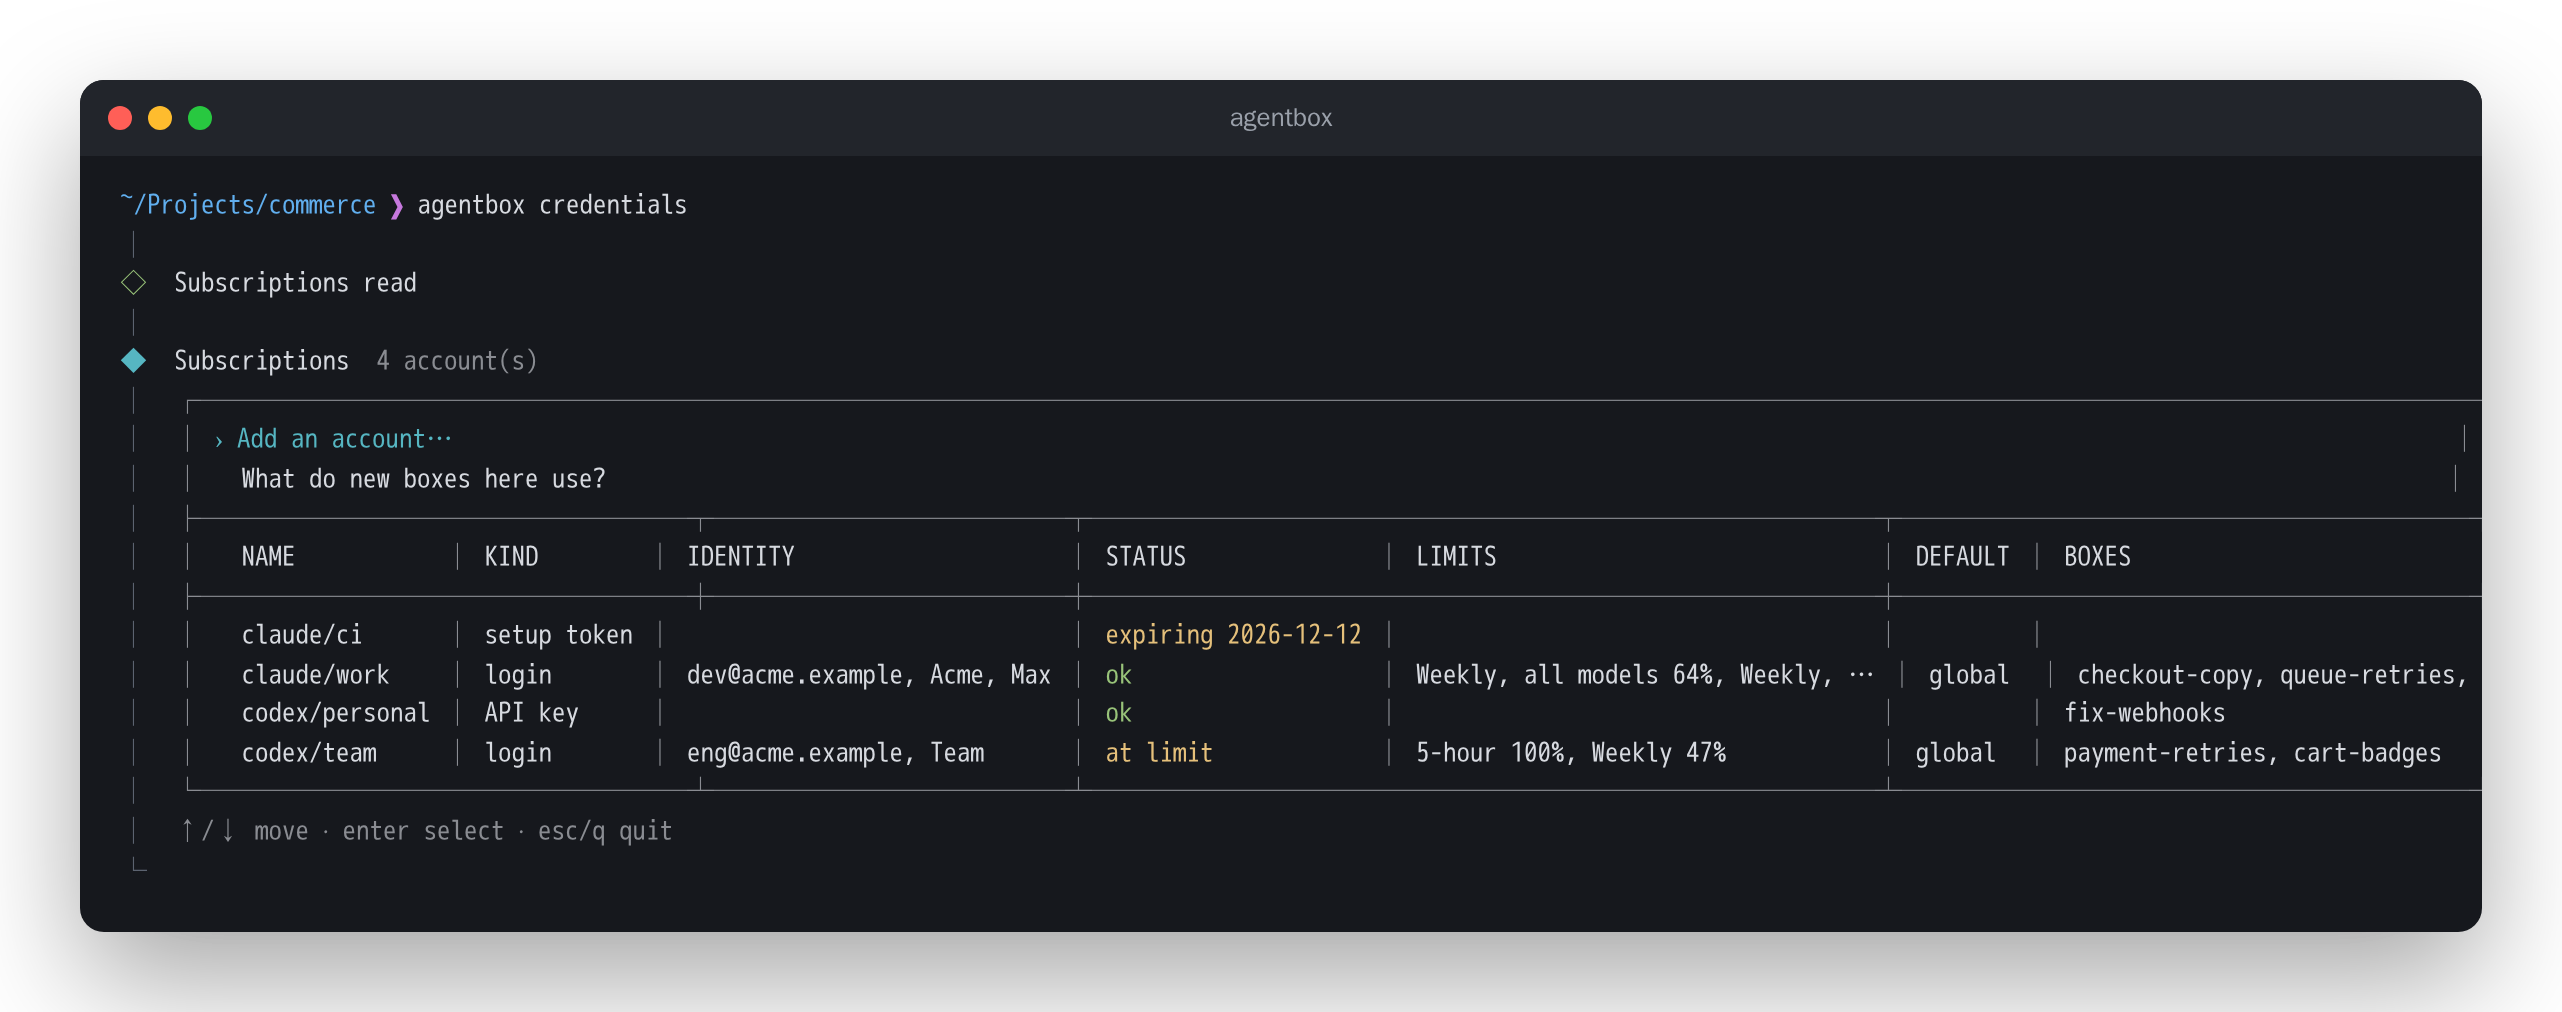 agentbox
~/Projects/commerce ❯ agentbox credentials
Subscriptions read
Subscriptions 4 account(s)
› Add an account…
What do new boxes here use?
NAME │ KIND │ IDENTITY │ STATUS │ LIMITS │ DEFAULT │ BOXES
claude/ci │ setup token │ │ expiring 2026-12-12 │ │ │
claude/work │ login │ dev@acme.example, Acme, Max │ ok │ Weekly, all models 64%, Weekly, … │ global │ checkout-copy, queue-retries,
codex/personal │ API key │ │ ok │ │ │ fix-webhooks
codex/team │ login │ eng@acme.example, Team │ at limit │ 5-hour 100%, Weekly 47% │ global │ payment-retries, cart-badges
↑/↓ move · enter select · esc/q quit